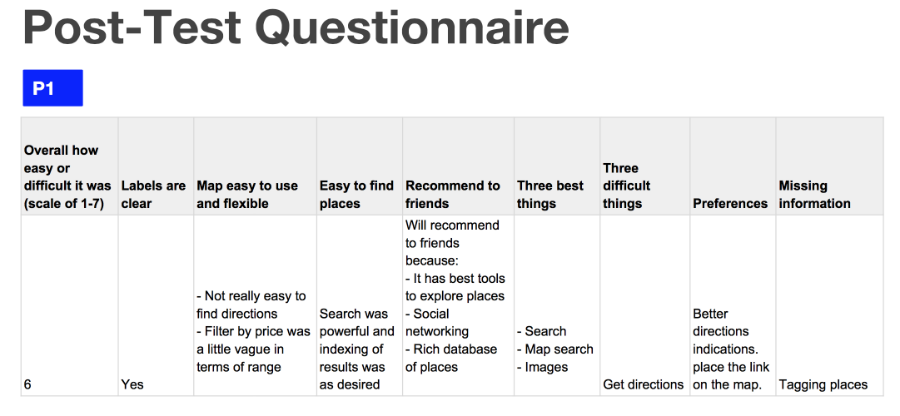 Post-Test Questionnaire
P1
Overall how
easy or
difficult it was
(scale of 1-7)
Labels are
clear
Map easy to use
and flexible
Easy to find
places
Recommend to
friends
Three best
things
Three
difficult
things
Preferences
Missing
information
6
Yes
- Not really easy to
find directions
- Filter by price was
a little vague in
terms of range
Search was
powerful and
indexing of
results was
as desired
Will recommend
to friends
because:
- It has best tools
to explore places
- Social
networking
- Rich database
of places
- Search
- Map search
- Images
Get directions
Better
directions
indications.
place the link
on the map.
Tagging places